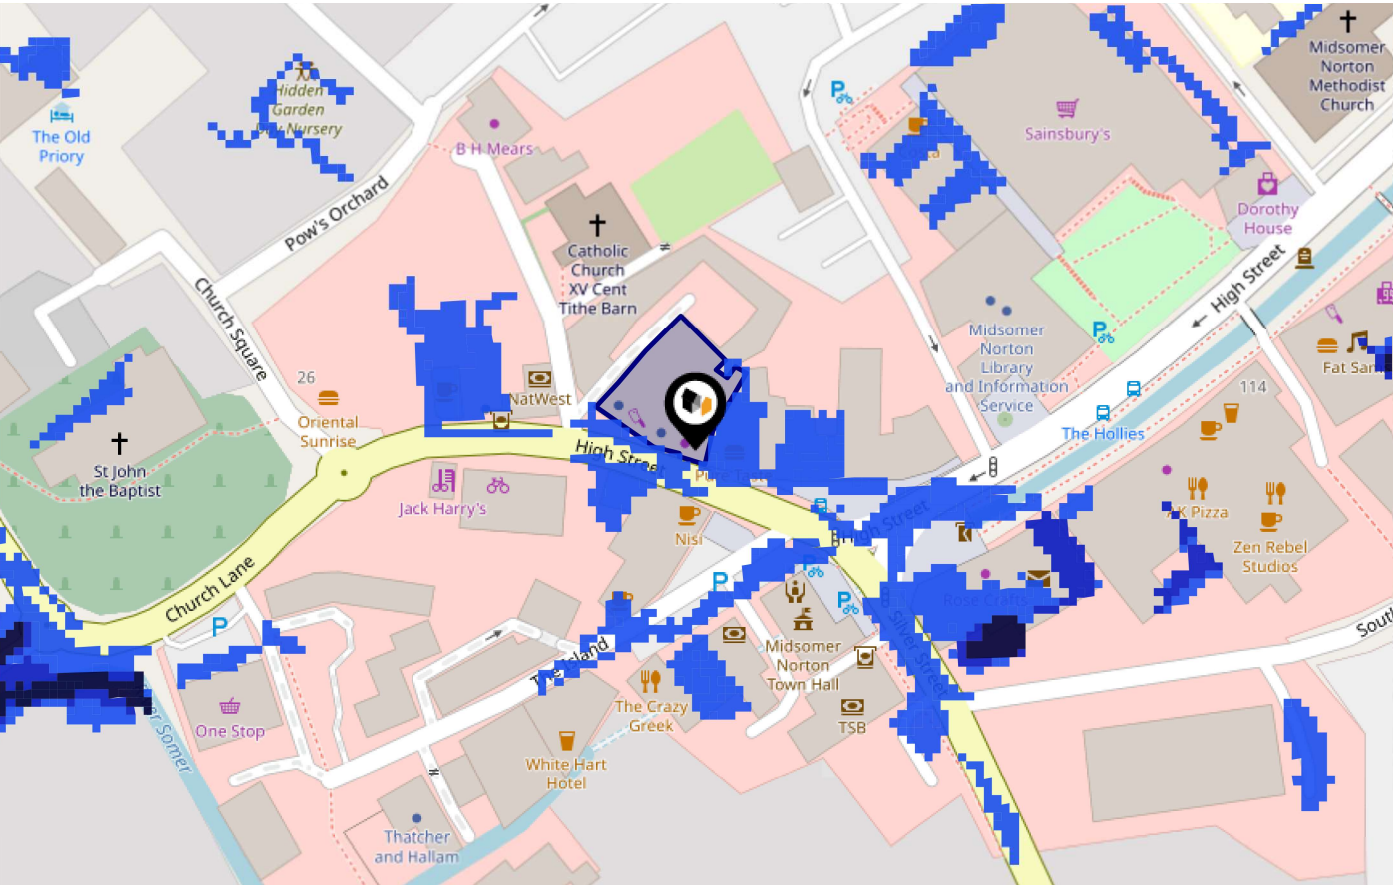 The Old
Priory
Hidden
Garden
Day Nursery
B H Mears
Pow's Orchard
Catholic
Church
XV Cent
Tithe Barn
Sainsbury's
Midsomer
Norton
Methodist
Church
Dorothy
House
High Street
Midsomer
Norton
Library
and Information
Service
The Hollies
114
Fat Sam
Church Square
26
Oriental
Sunrise
NatWest
High Street
St John
the Baptist
Jack Harry's
Nisi
High Street
AK Pizza
Zen Rebel
Studios
Rose Crafts
Silver Street
South
Church Lane
P
P
The Island
Midsomer
Norton
Town Hall
TSB
The Crazy
Greek
One Stop
er Somer
White Hart
Hotel
Thatcher
and Hallam